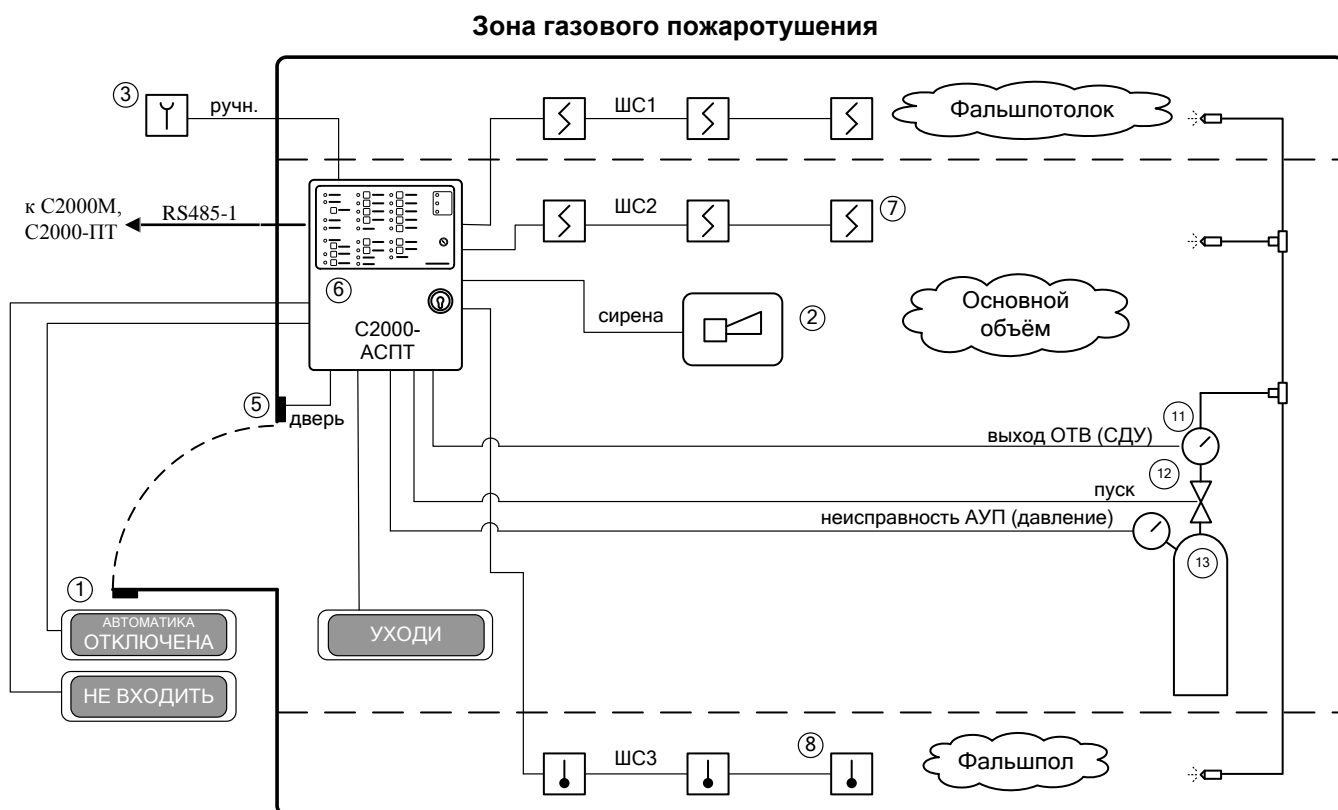 Зона газового пожаротушения
3
ручн.
ШС1
Фальшпотолок
к С2000М,
С2000-ПТ
RS485-1
ШС2
7
6
С2000-
АСПТ
сирена
2
Основной
объём
5
дверь
11
выход ОТВ (СДУ)
12
пуск
неисправность АУП (давление)
13
1
АВТОМАТИКА
ОТКЛЮЧЕНА
УХОДИ
НЕ ВХОДИТЬ
ШС3
8
Фальшпол